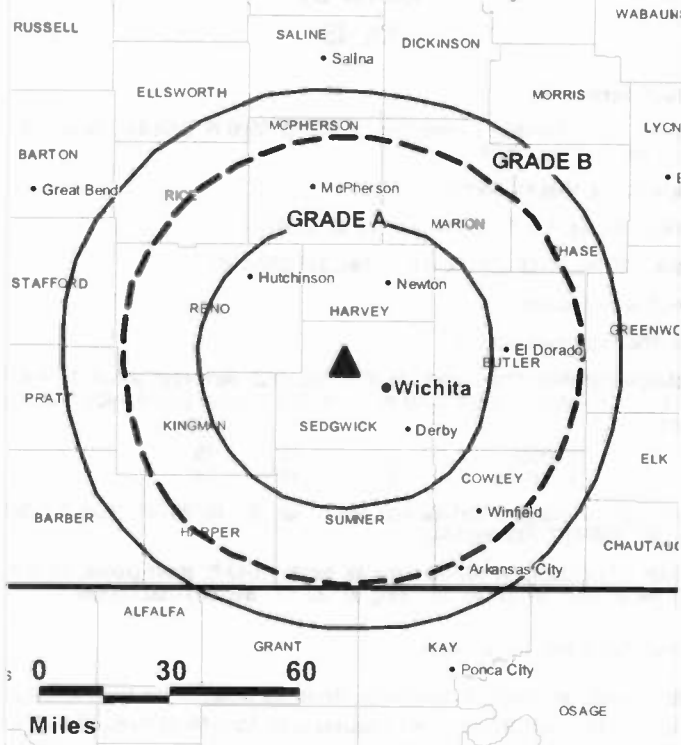 WABAUNS
RUSSELL
SALINE
DICKINSON
Salina
ELLSWORTH
MORRIS
MCPHERSON
LYCN
BARTON
GRADE B
E
Great Bend
RICE
McPherson
GRADE A
MARION
CHASE
STAFFORD
Hutchinson
Newton
RENO
HARVEY
GREENWO
El Dorado
BUTLER
Wichita
PRATT
KINGMAN
SEDGWICK
Derby
ELK
COWLEY
Winfield
BARBER
SUMNER
HARPER
CHAUTAUQ
Arkansas City
ALFALFA
GRANT
KAY
Ponca City
S
0 30 60
OSAGE
Miles